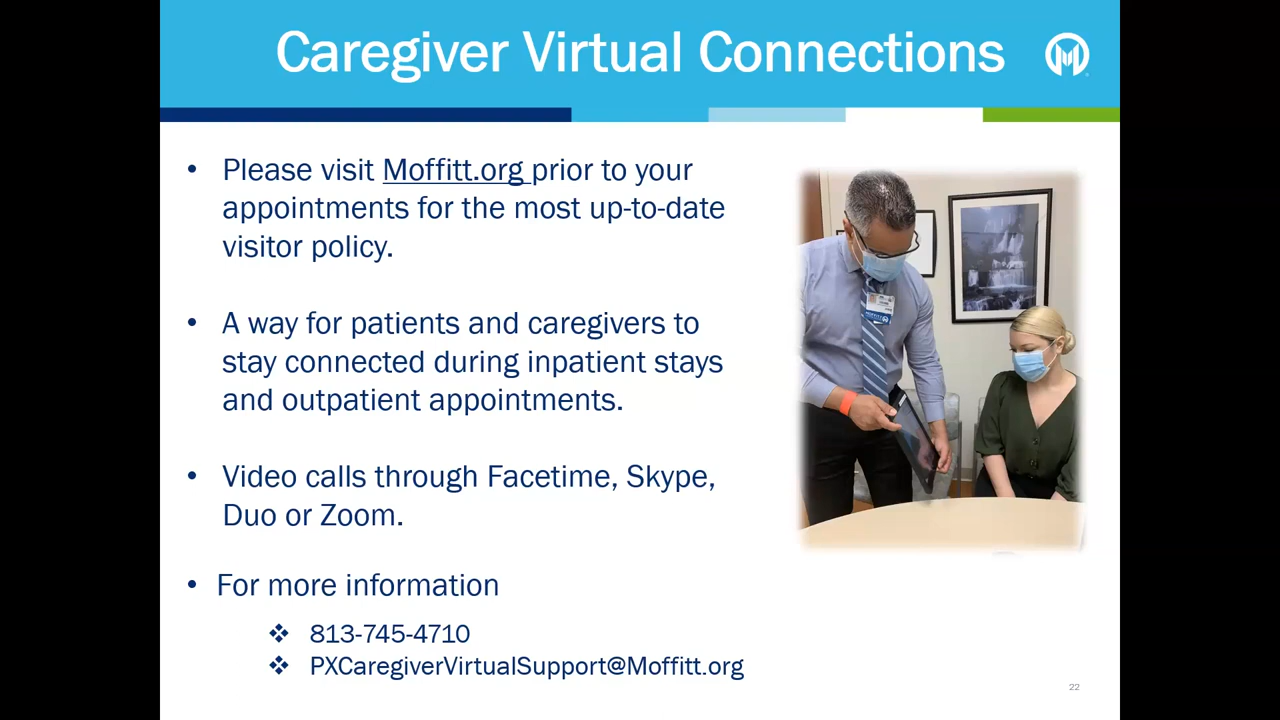 Caregiver Virtual Connections
• Please visit Moffitt.org prior to your
appointments for the most up-to-date
visitor policy.
• A way for patients and caregivers to
stay connected during inpatient stays
and outpatient appointments.
• Video calls through Facetime, Skype,
Duo or Zoom.
• For more information
❖ 813-745-4710
❖ PXCaregiverVirtualSupport@Moffitt.org
MOFFITT
22